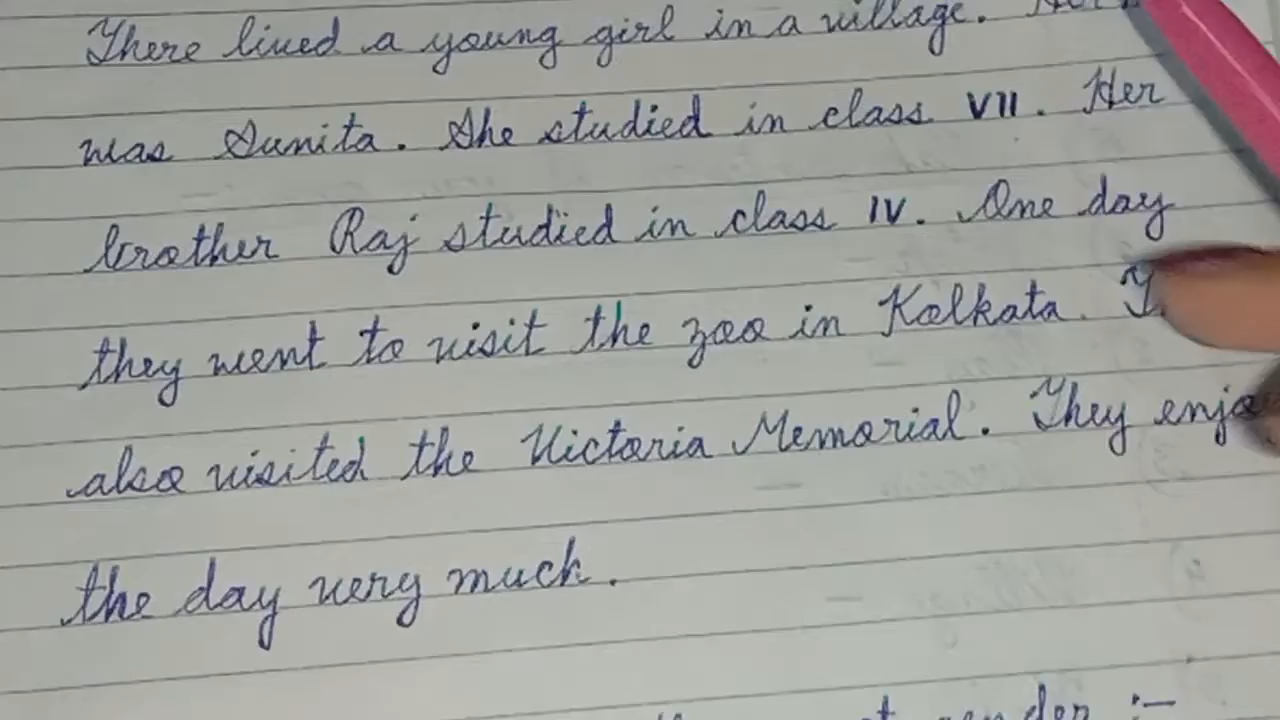 There lived a young girl in a village.
was Sunita. She studied in class VII. Her
brother Raj studied in class IV. One day
they went to visit the zoo in Kolkata.
also visited the Victoria Memorial. They
the day very much.